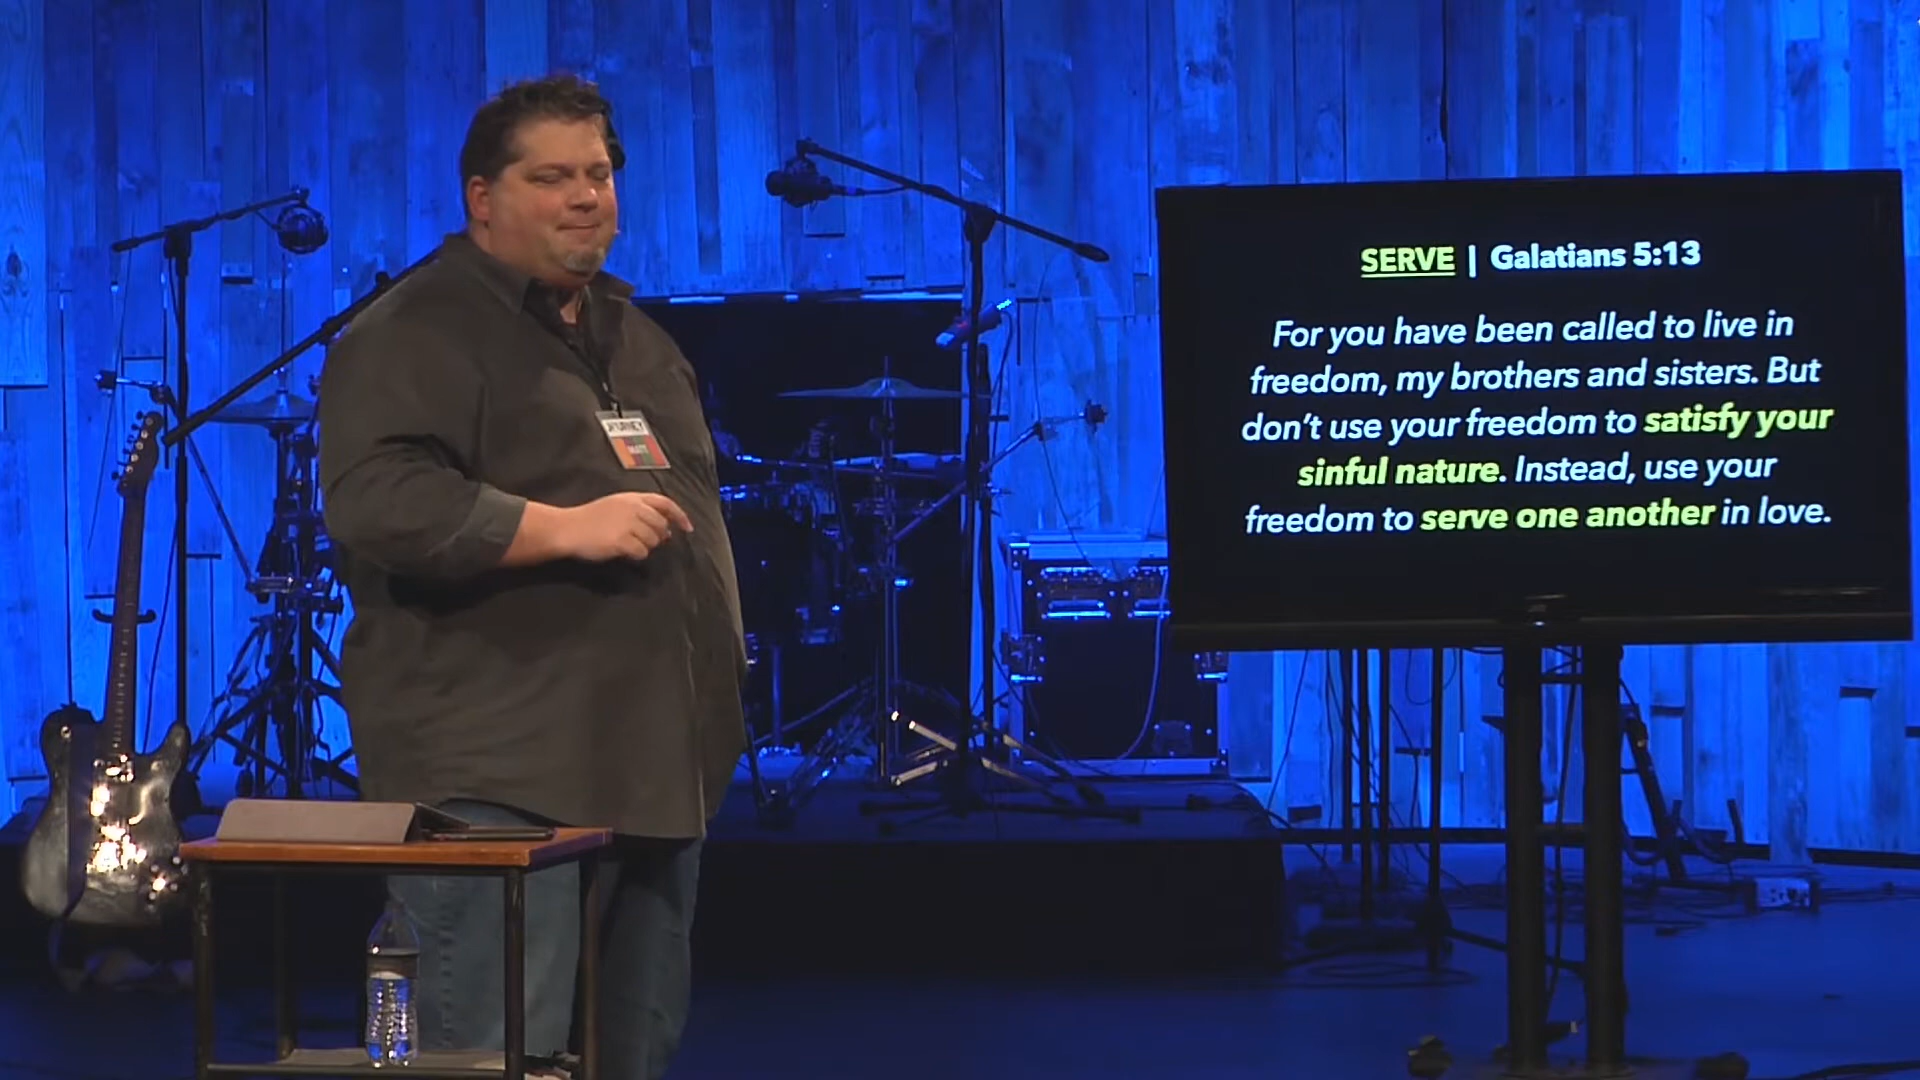 SERVE | Galatians 5:13
For you have been called to live in
freedom, my brothers and sisters. But
don't use your freedom to satisfy your
sinful nature. Instead, use your
freedom to serve one another in love.
JOURNEY